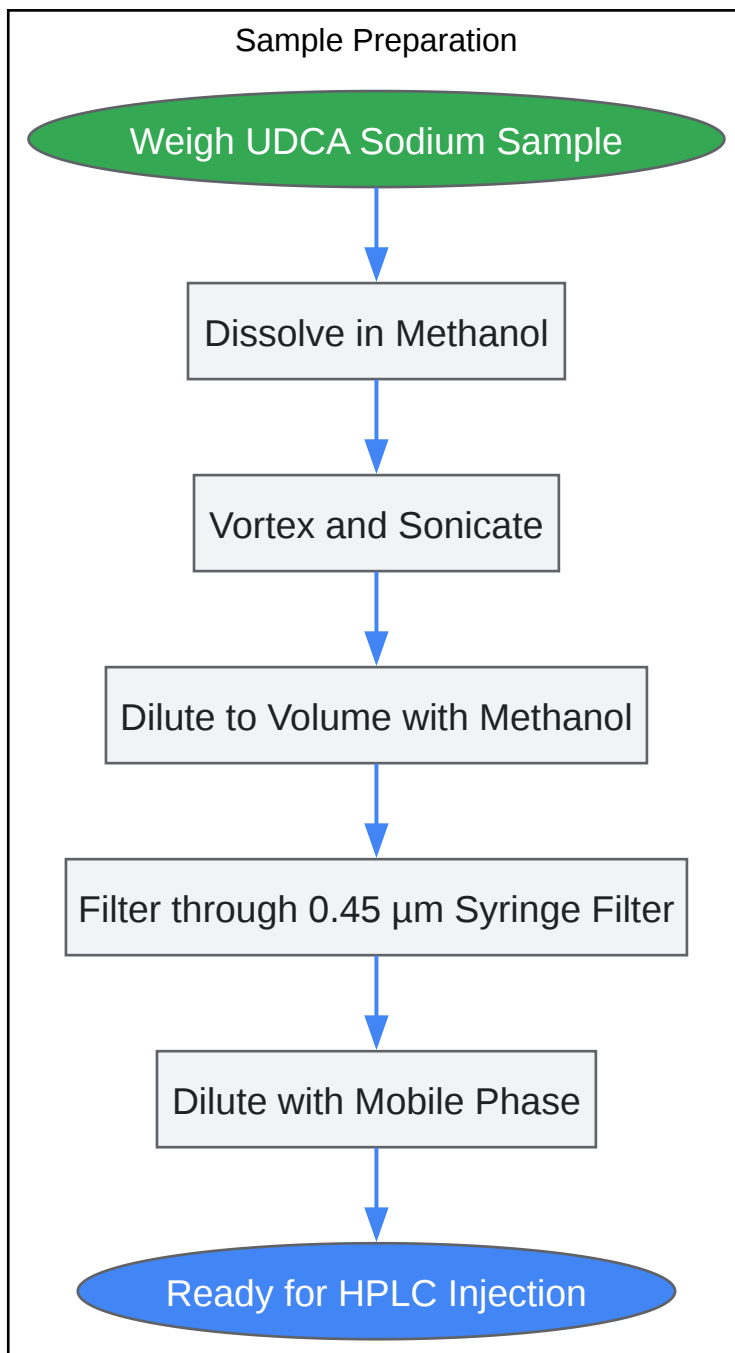 Sample Preparation
Weigh UDCA Sodium Sample
Dissolve in Methanol
Vortex and Sonicate
Dilute to Volume with Methanol
Filter through 0.45 µm Syringe Filter
Dilute with Mobile Phase
Ready for HPLC Injection